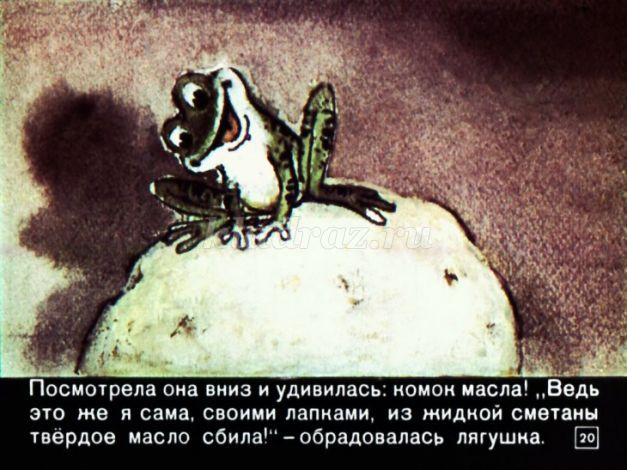 Посмотрела она вниз и удивилась: комок масла! „Ведь
это же я сама, своими лапками, из жидкой сметаны
твёрдое масло сбила!“ – обрадовалась лягушка. 20